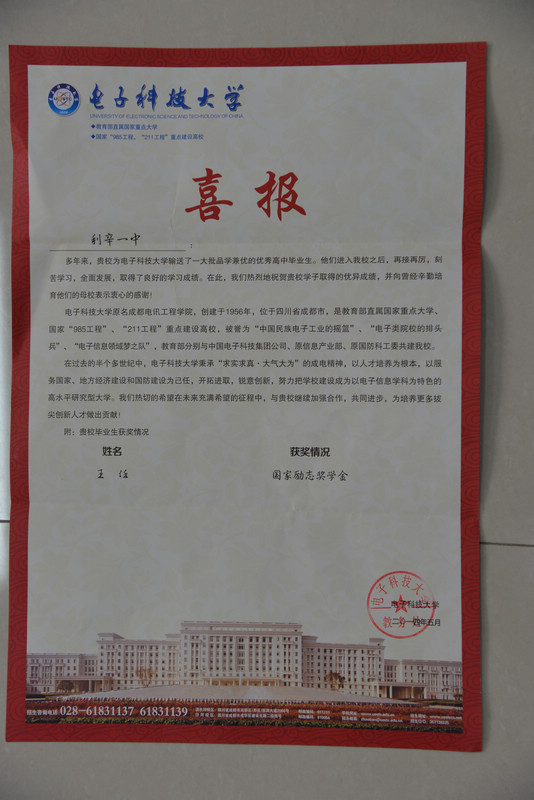 电子科技大学
UNIVERSITY OF ELECTRONIC SCIENCE AND TECHNOLOGY OF CHINA
◆教育部直属国家重点大学
◆国家“985工程、“211工程”重点建设高校
喜报
利辛一中：
多年来，贵校为电子科技大学输送了一大批品学兼优的优秀高中毕业生。他们进入我校之后，再接再厉，刻
苦学习，全面发展，取得了良好的学习成绩。在此，我们热烈地祝贺贵校学子取得的优异成绩，并向曾辛勤培
育他们的母校表示衷心的感谢！
电子科技大学原名成都电讯工程学院，创建于1956年，位于四川省成都市，是教育部直属国家重点大学、
国家“985工程”、“211工程”重点建设高校，被誉为“中国民族电子工业的摇篮”、“电子类院校的排头
兵”、“电子信息领域梦之队”，教育部分别与中国电子科技集团公司、原信息产业部、原国防科工委共建我校。
在过去的半个多世纪中，电子科技大学秉承“求实求真·大气大为”的成电精神，以人才培养为根本，以服
务国家、地方经济建设和国防建设为己任，开拓进取、锐意创新，努力把学校建设成为以电子信息学科为特色的
高水平研究型大学。我们热切的希望在未来充满希望的征程中，与贵校继续加强合作，共同进步，为培养更多拔
尖创新人才做出贡献！
附：贵校毕业生获奖情况
姓名 获奖情况
王任 国家励志奖学金
电子科技大学
二〇一四年五月
招生咨询电话 028-61831137 61831139